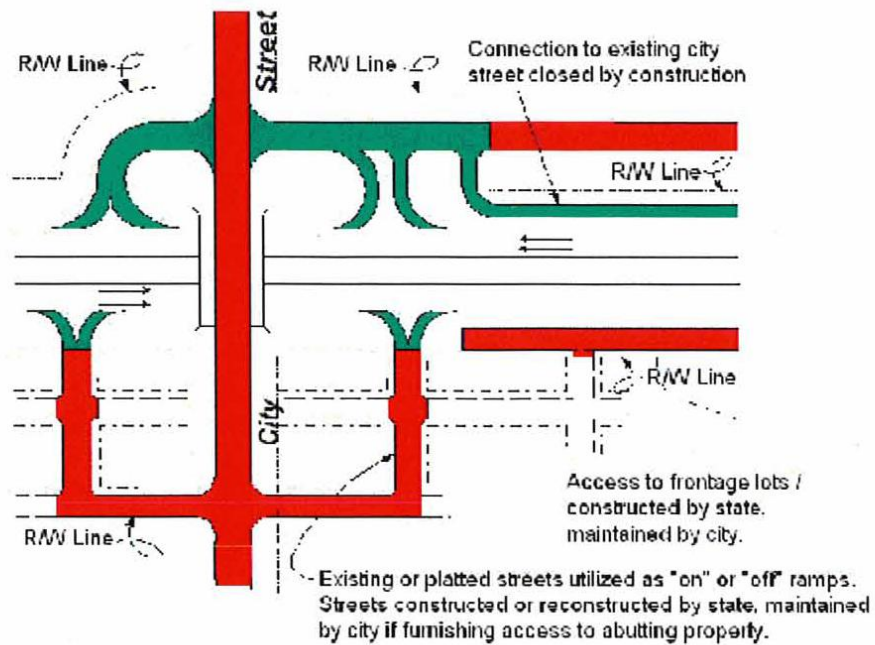 Street
R/W Line
R/W Line
Connection to existing city
street closed by construction
R/W Line
R/W Line
City
Access to frontage lots /
constructed by state,
maintained by city.
R/W Line
Existing or platted streets utilized as "on" or "off" ramps.
Streets constructed or reconstructed by state, maintained
by city if furnishing access to abutting property.